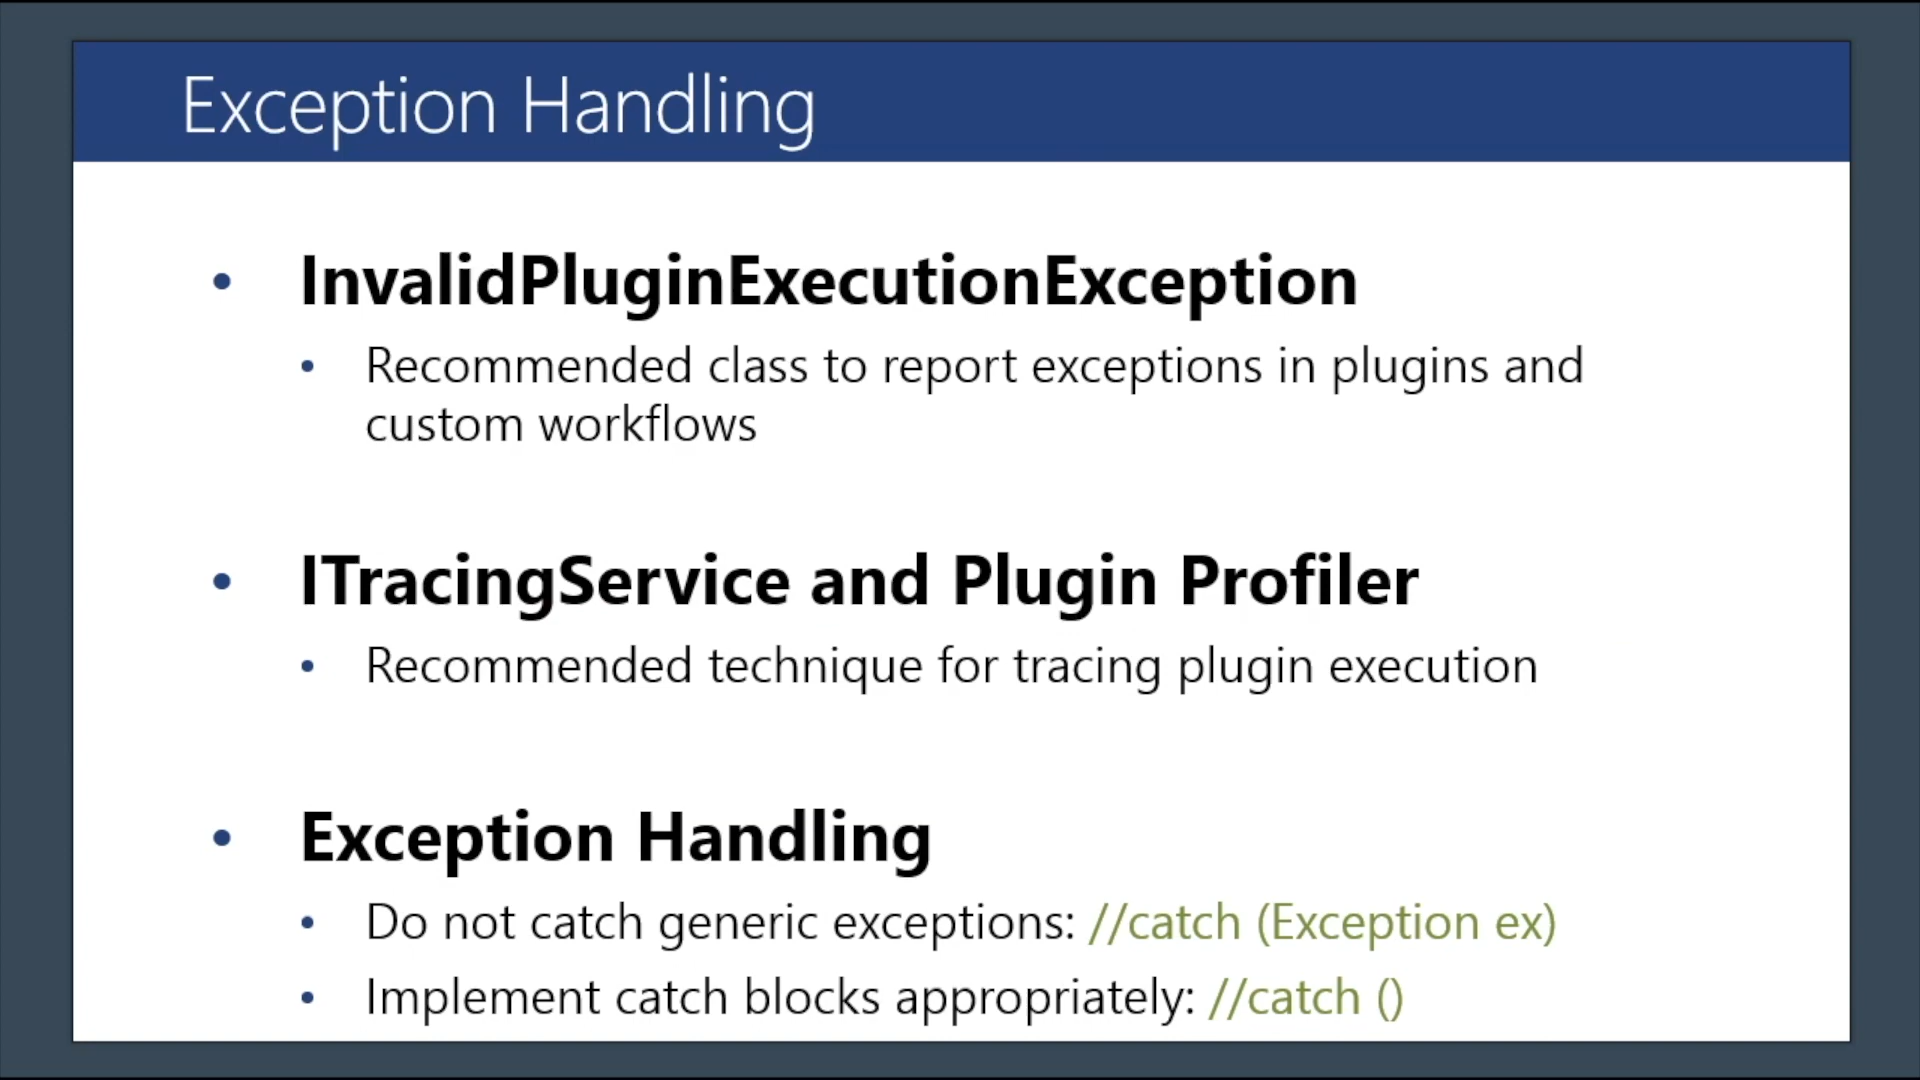 Exception Handling
• InvalidPluginExecutionException
• Recommended class to report exceptions in plugins and
custom workflows
• ITracingService and Plugin Profiler
• Recommended technique for tracing plugin execution
• Exception Handling
• Do not catch generic exceptions: //catch (Exception ex)
• Implement catch blocks appropriately: //catch ()